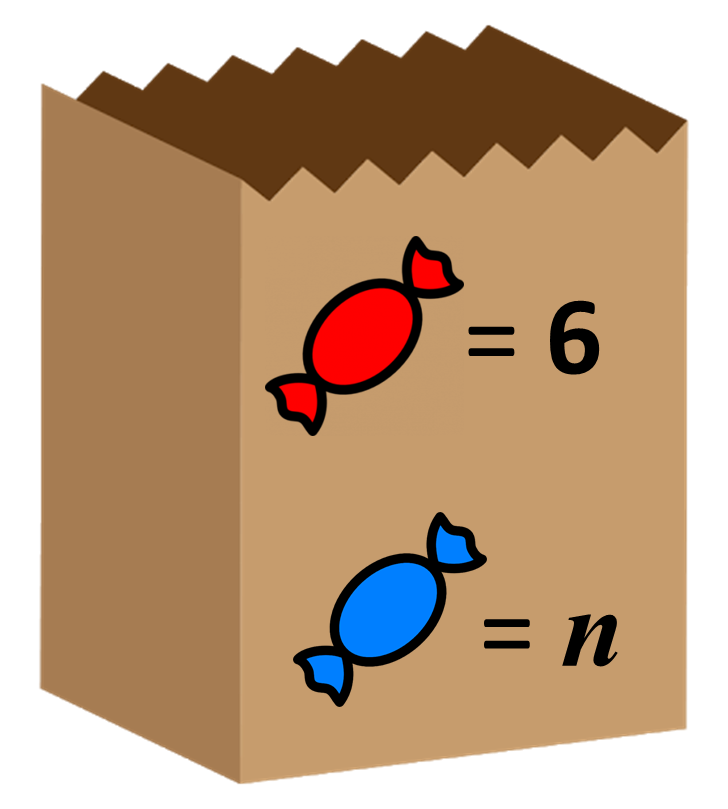 = 6
= n